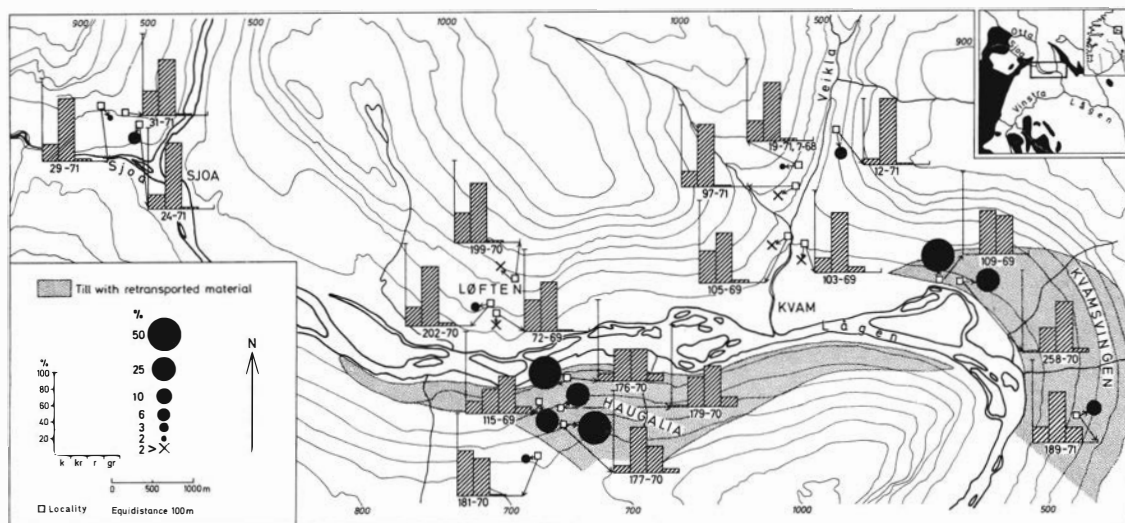 900 500
1000
1000
500
900
Otta
Sjoa
Vinstra
Lågen
31-71
29-71
Sjoa
SJOA
24-71
Veikla
19-71, 7-68
12-71
97-71
199-70
LØFTEN
202-70
72-69
105-69
103-69
KVAM
109-69
KVAMSVINGEN
Lågen
258-70
176-70
115-69
HAUGALIA
179-70
189-71
181-70
177-70
Till with retransported material
%
50
25
10
6
3
2
2 >
%
100
80
60
40
20
k kr r gr
N
0 500 1000 m
Locality Equidistance 100m
800
700
700
1000
500